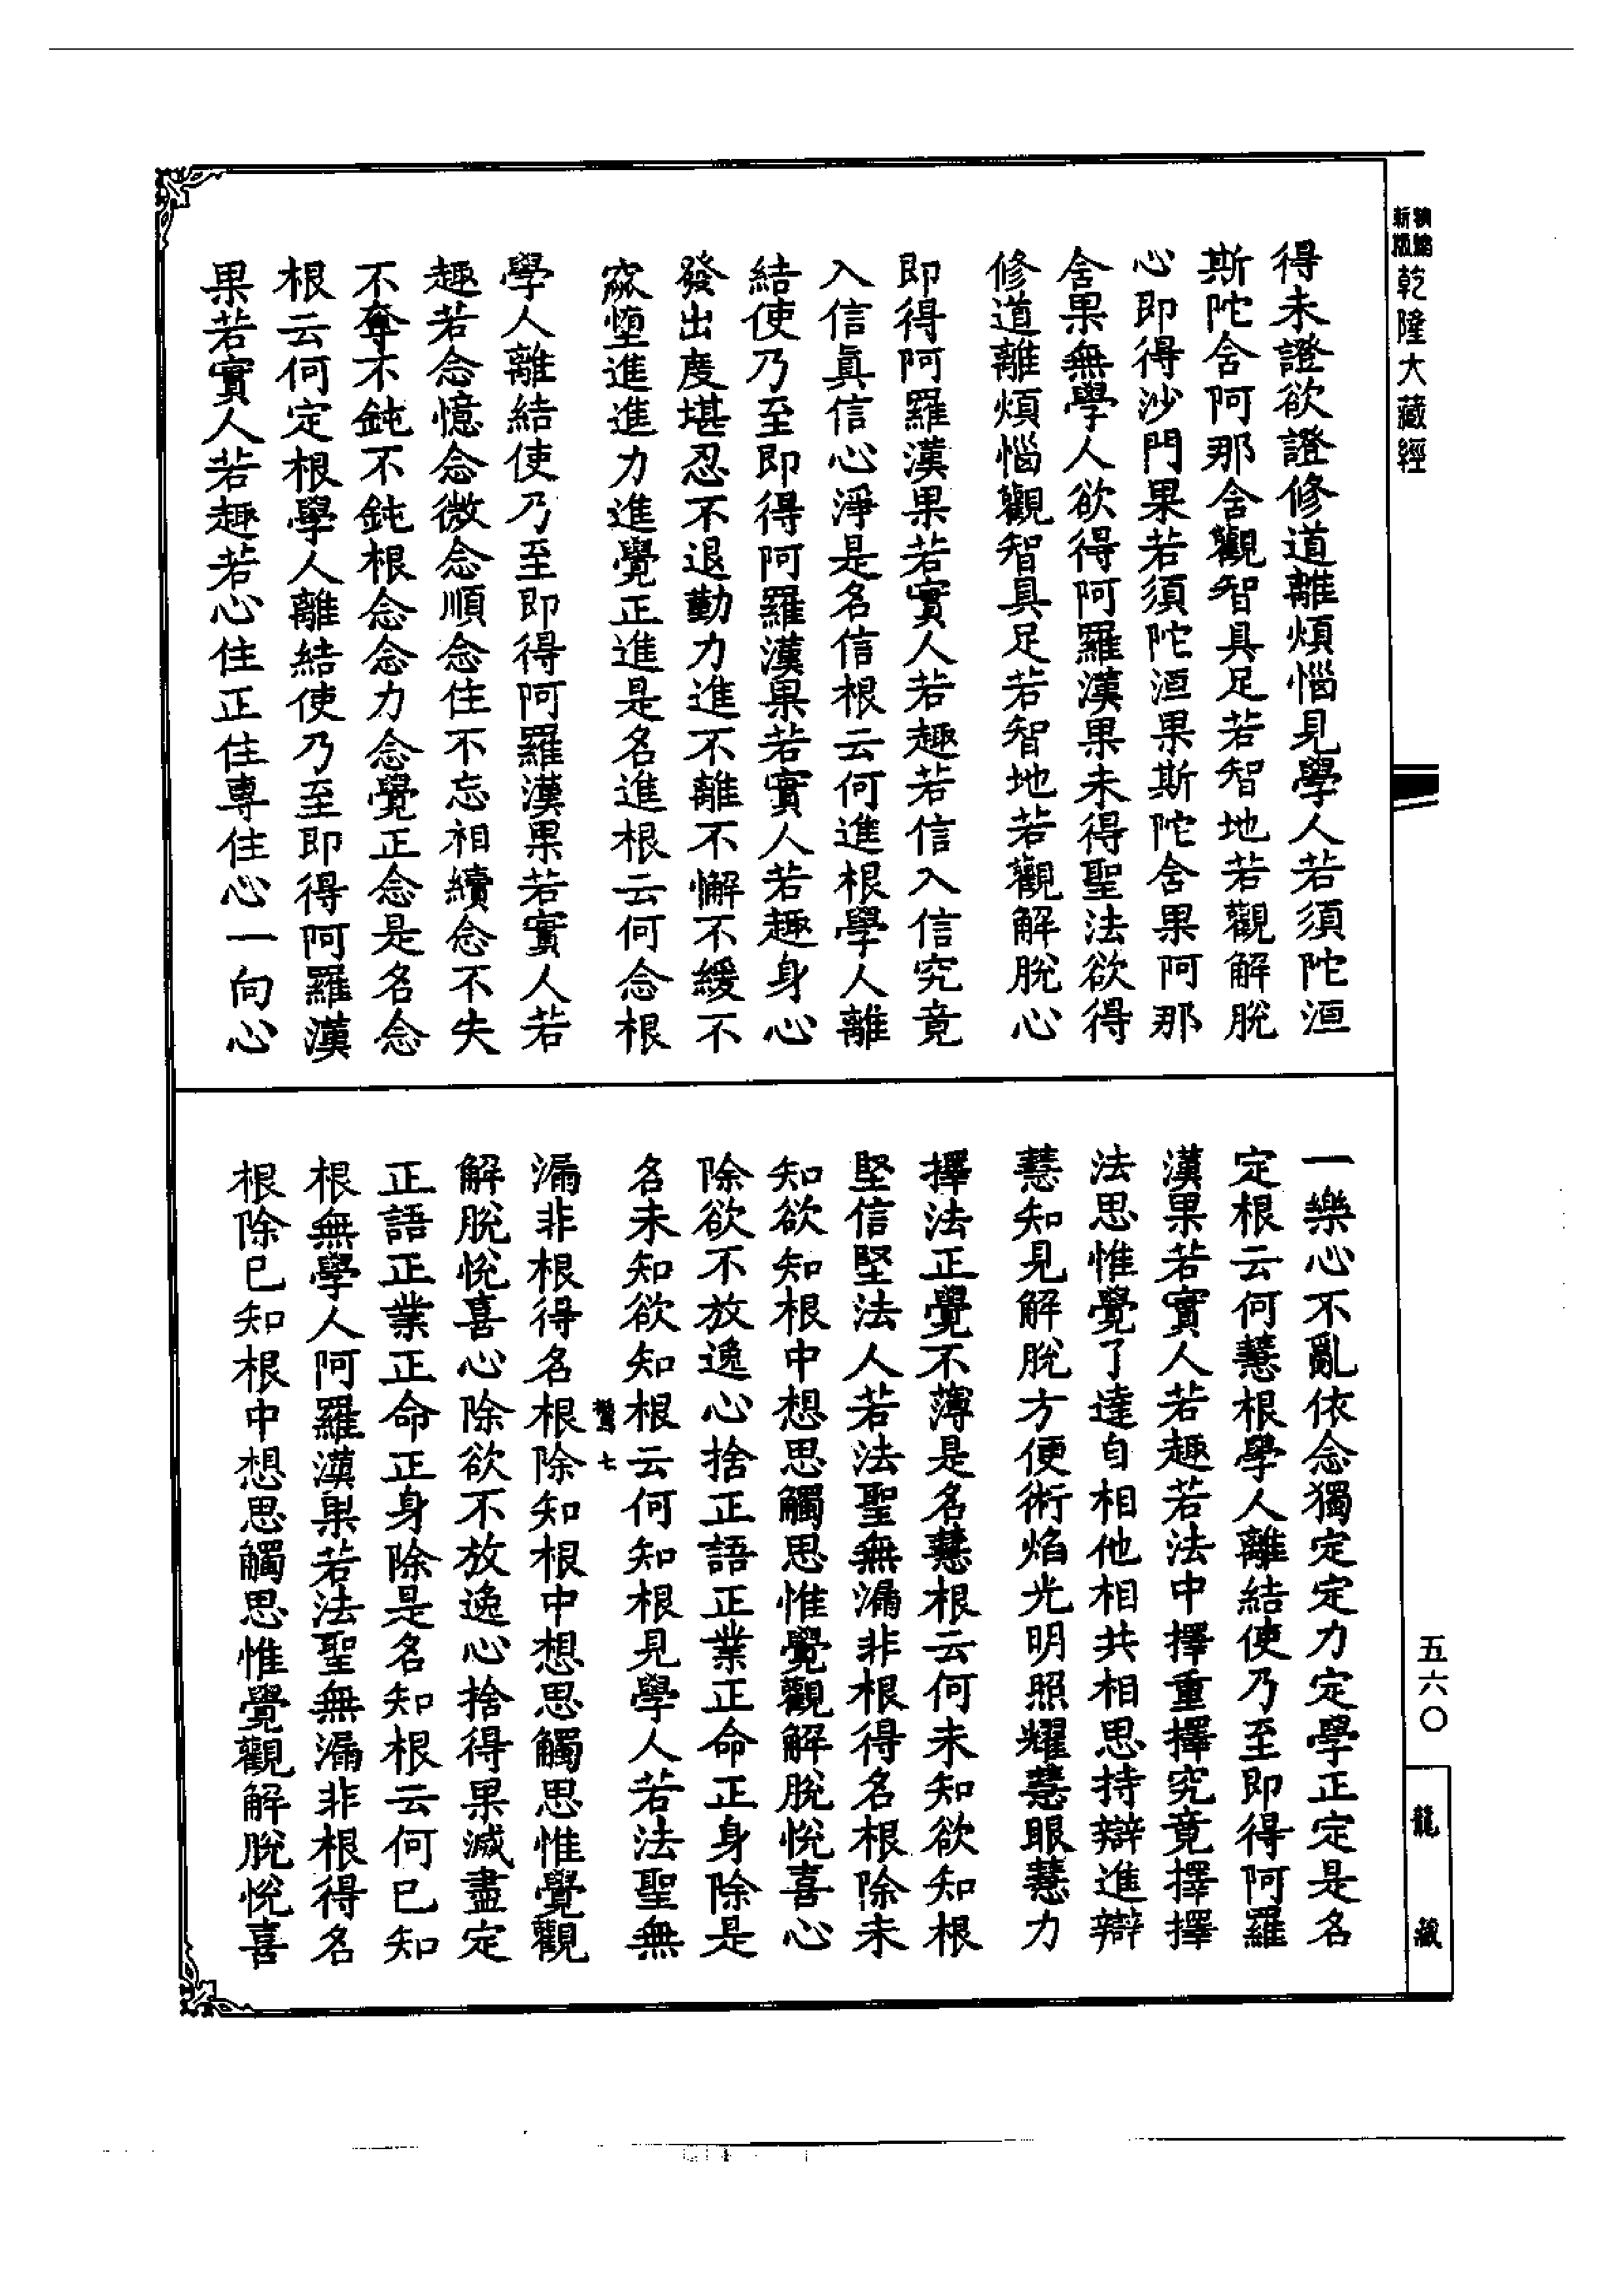 新版精縮乾隆大藏經
得未證欲證修道離煩惱見學人若須陀洹
斯陀舍阿那舍觀智具足若智地若觀解脫
心即得沙門果若須陀洹果斯陀舍果阿那
舍果無學人欲得阿羅漢果未得聖法欲得
修道離煩惱觀智具足若智地若觀解脫心
即得阿羅漢果若實人若趣若信入信究竟
入信眞信心淨是名信根云何進根學人離
結使乃至即得阿羅漢果若實人若趣身心
發出度堪忍不退勤力進不離不懈不緩不
窳墮進進力進覺正進是名進根云何念根
學人離結使乃至即得阿羅漢果若實人若
趣若念憶念微念順念住不忘相續念不失
不奪不鈍不鈍根念念力念覺正念是名念
根云何定根學人離結使乃至即得阿羅漢
果若實人若趣若心住正住專住心一向心
一樂心不亂依念獨定定力定學正定是名
定根云何慧根學人離結使乃至即得阿羅
漢果若實人若趣若法中擇重擇究竟擇擇
法思惟覺了達自相他相共相思持辯進辯
慧知見解脫方便術焰光明照耀慧眼慧力
擇法正覺不薄是名慧根云何未知欲知根
堅信堅法人若法聖無漏非根得名根除未
知欲知根中想思觸思惟覺觀解脫悅喜心
除欲不放逸心捨正語正業正命正身除是
名未知欲知根云何知根見學人若法聖無
七
漏非根得名根除知根中想思觸思惟覺觀
解脫悅喜心除欲不放逸心捨得果滅盡定
正語正業正命正身除是名知根云何已知
根無學人阿羅漢果若法聖無漏非根得名
根除已知根中想思觸思惟覺觀解脫悅喜
五六〇
龍藏